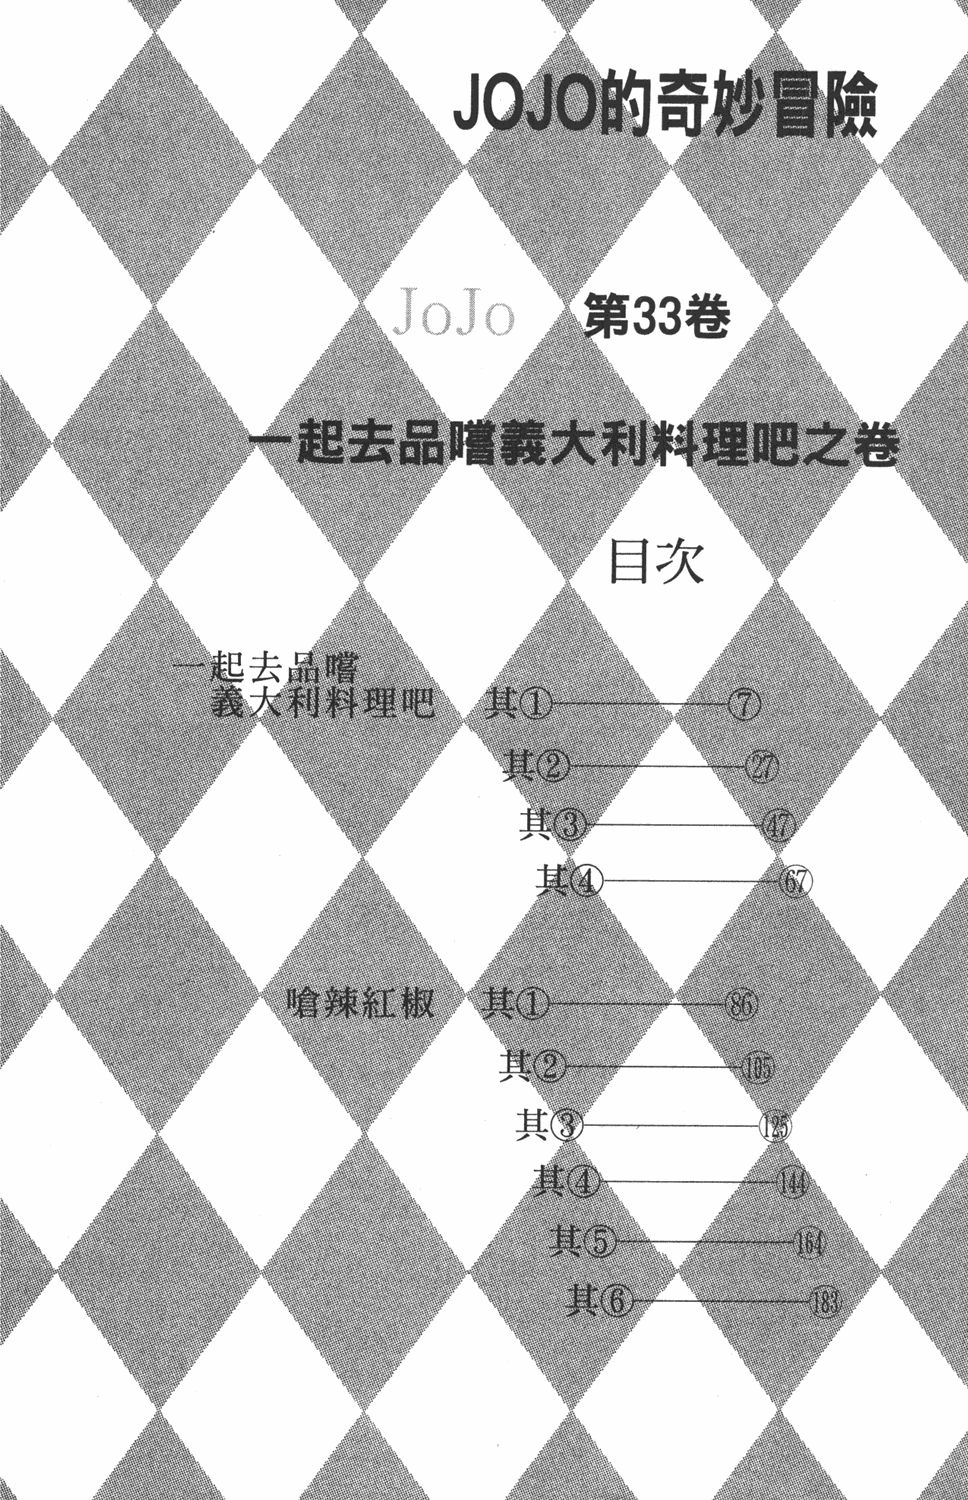 JOJO的奇妙冒險
JoJo 第33卷
一起去品嚐義大利料理吧之卷
目次
一起去品嚐
義大利料理吧 其① 7
其② 27
其③ 47
其④ 67
嗆辣紅椒 其① 86
其② 105
其③ 125
其④ 144
其⑤ 164
其⑥ 183